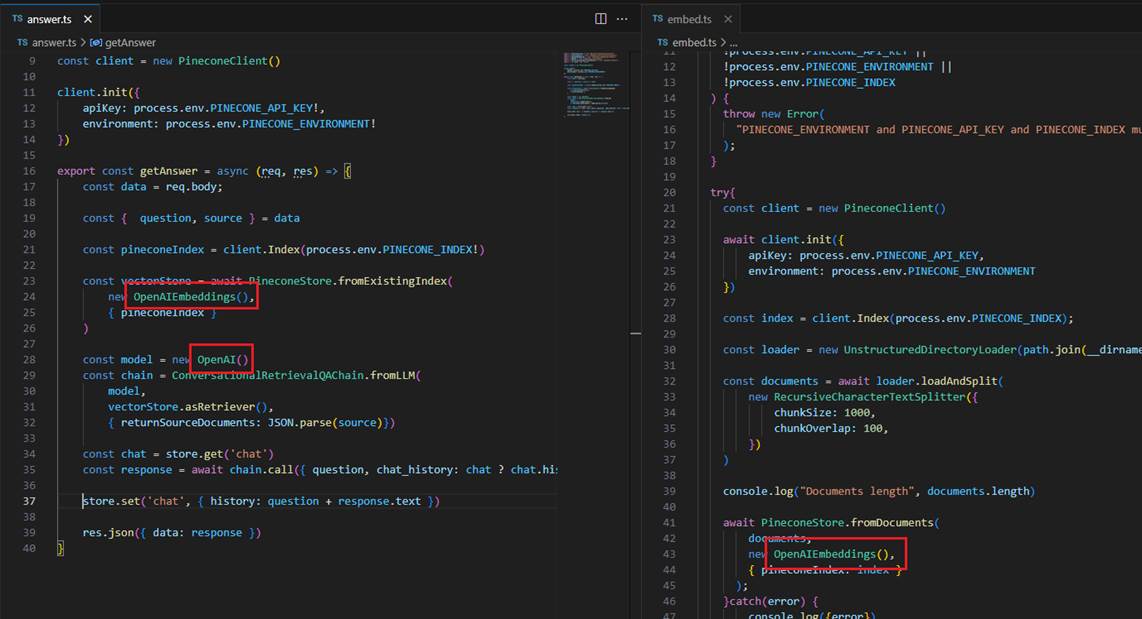 TS answer.ts ×
TS answer.ts > getAnswer
9 const client = new PineconeClient()
10
11 client.init({
12 apiKey: process.env.PINECONE_API_KEY!,
13 environment: process.env.PINECONE_ENVIRONMENT!
14 })
15
16 export const getAnswer = async (req, res) => {
17 const data = req.body;
18
19 const { question, source } = data
20
21 const pineconeIndex = client.Index(process.env.PINECONE_INDEX!)
22
23 const vectorStore = await PineconeStore.fromExistingIndex(
24 new OpenAIEmbeddings(),
25 { pineconeIndex }
26 )
27
28 const model = new OpenAI()
29 const chain = ConversationalRetrievalQAChain.fromLLM(
30 model,
31 vectorStore.asRetriever(),
32 { returnSourceDocuments: JSON.parse(source)})
33
34 const chat = store.get('chat')
35 const response = await chain.call({ question, chat_history: chat ? chat.his
36
37 store.set('chat', { history: question + response.text })
38
39 res.json({ data: response })
40 }
TS embed.ts ×
TS embed.ts > ...
11 !process.env.PINECONE_API_KEY ||
12 !process.env.PINECONE_ENVIRONMENT ||
13 !process.env.PINECONE_INDEX
14 ) {
15 throw new Error(
16 "PINECONE_ENVIRONMENT and PINECONE_API_KEY and PINECONE_INDEX mu
17 );
18 }
19
20 try{
21 const client = new PineconeClient()
22
23 await client.init({
24 apiKey: process.env.PINECONE_API_KEY,
25 environment: process.env.PINECONE_ENVIRONMENT
26 })
27
28 const index = client.Index(process.env.PINECONE_INDEX);
29
30 const loader = new UnstructuredDirectoryLoader(path.join(__dirname
31
32 const documents = await loader.loadAndSplit(
33 new RecursiveCharacterTextSplitter({
34 chunkSize: 1000,
35 chunkOverlap: 100,
36 })
37 )
38
39 console.log("Documents length", documents.length)
40
41 await PineconeStore.fromDocuments(
42 documents,
43 new OpenAIEmbeddings(),
44 { pineconeIndex: index }
45 );
46 }catch(error) {
47 console.log({error})